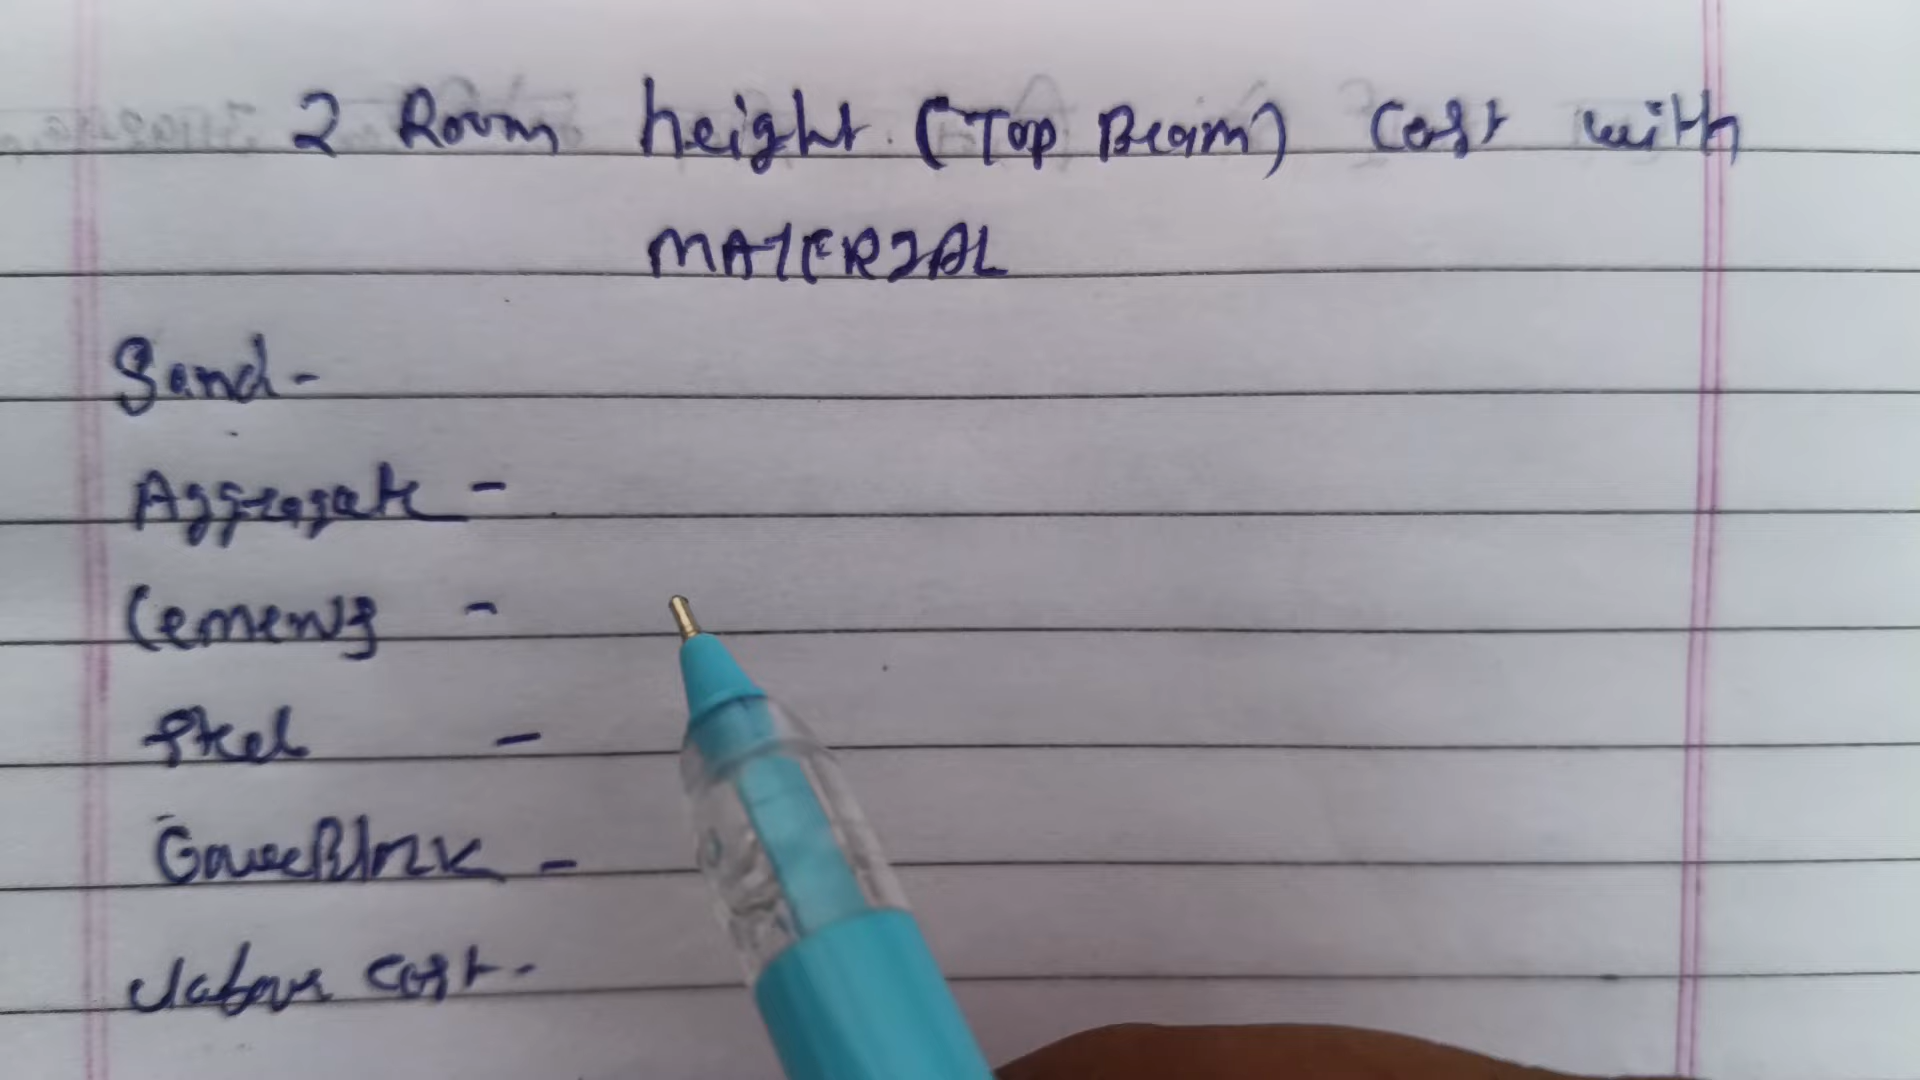 2 Room height (Top Beam) Cost with
MATERIAL
Sand -
Aggregate -
Cement -
Steel -
Labour cost -